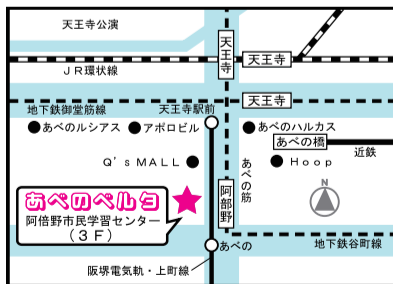 天王寺公演
天王寺
天王寺
JR環状線
地下鉄御堂筋線
天王寺駅前
天王寺
あべのルシアス
アポロビル
あべのハルカス
あべの橋
近鉄
Q's MALL
Hoop
あべの筋
阿部野
N
あべのベルタ
阿倍野市民学習センター
(3F)
あべの
地下鉄谷町線
阪堺電気軌・上町線